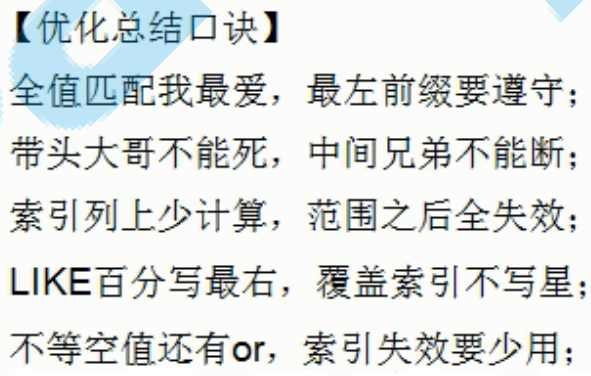 【优化总结口诀】
全值匹配我最爱，最左前缀要遵守；
带头大哥不能死，中间兄弟不能断；
索引列上少计算，范围之后全失效；
LIKE百分写最右，覆盖索引不写星；
不等空值还有or，索引失效要少用；